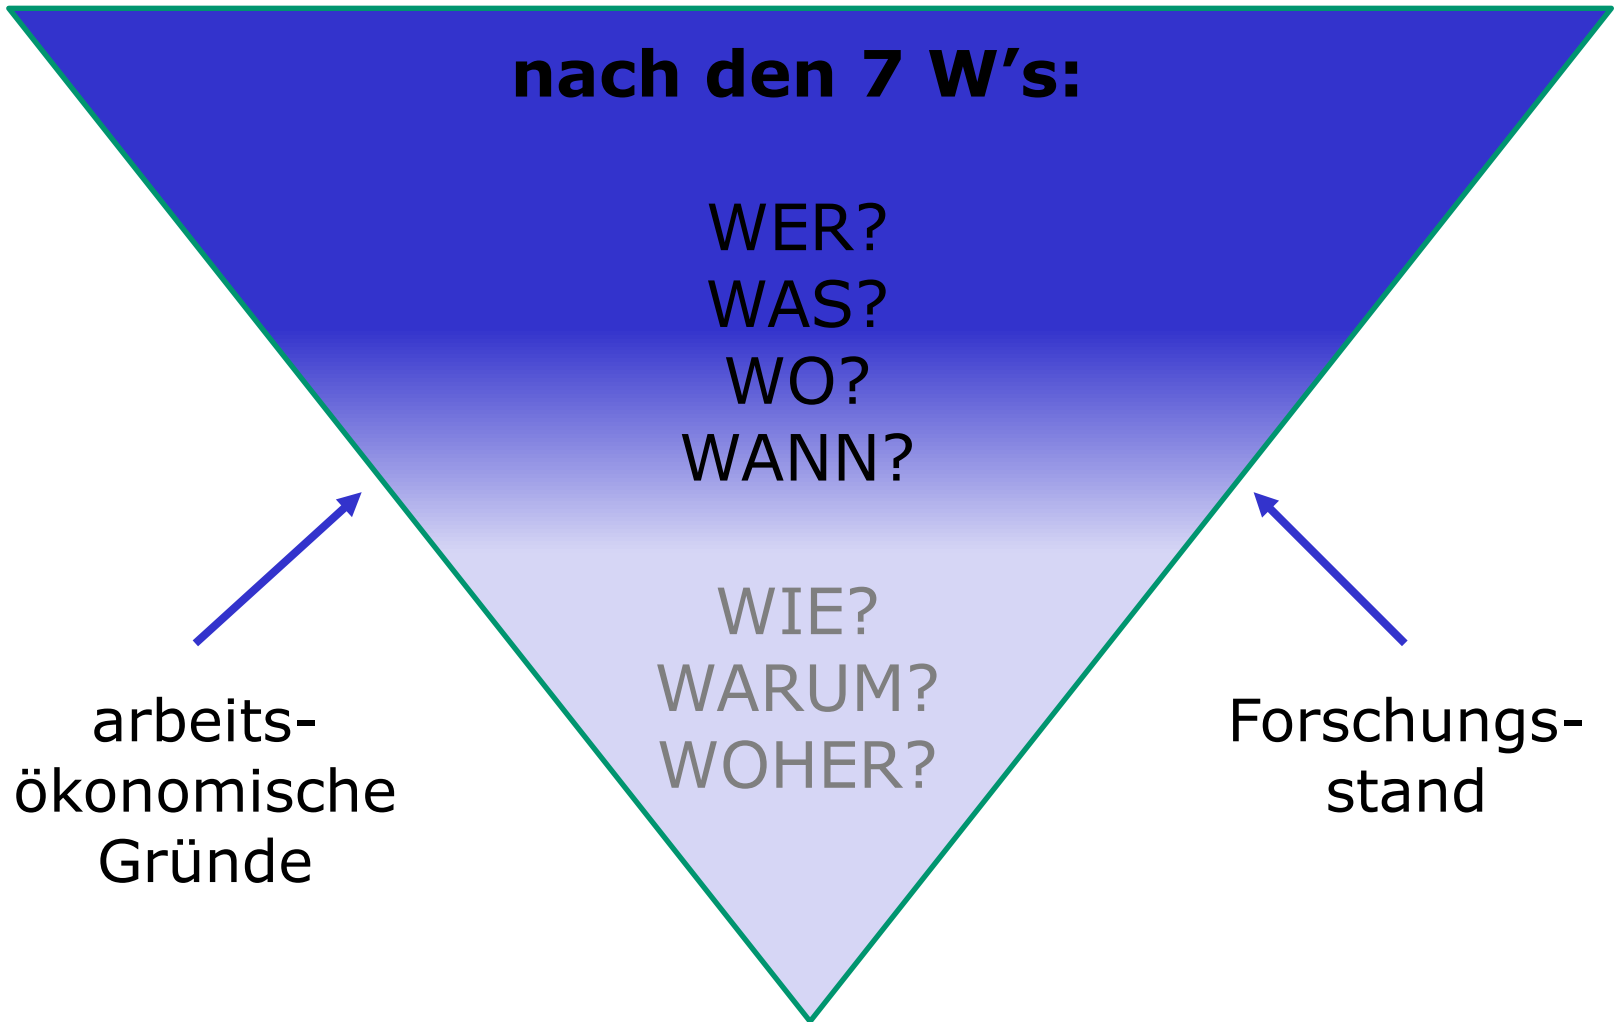 nach den 7 W’s:
WER?
WAS?
WO?
WANN?
WIE?
WARUM?
WOHER?
arbeits-
ökonomische
Gründe
Forschungs-
stand